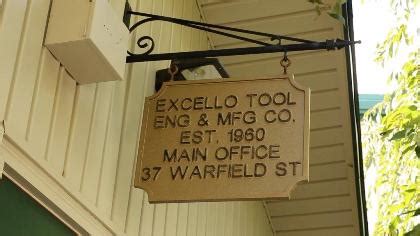 EXCELLO TOOL
ENG & MFG CO.
EST. 1960
MAIN OFFICE
37 WARFIELD ST